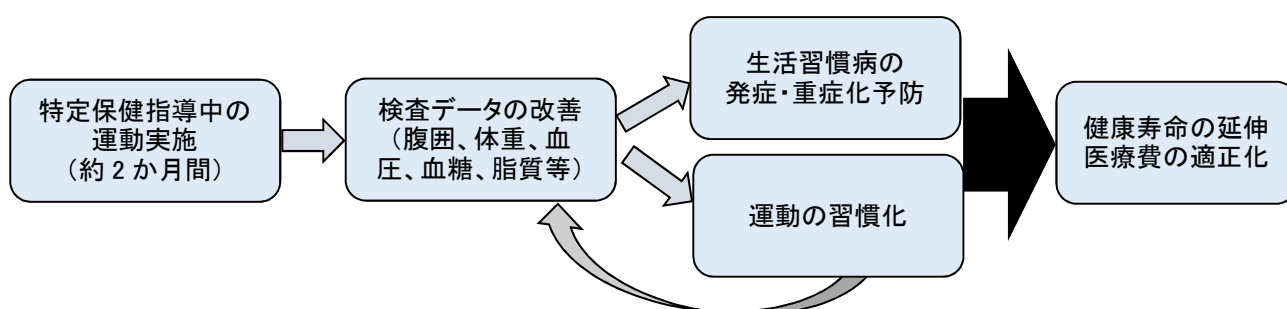 特定保健指導中の
運動実施
（約２か月間）
検査データの改善
（腹囲、体重、血
圧、血糖、脂質等）
生活習慣病の
発症・重症化予防
運動の習慣化
健康寿命の延伸
医療費の適正化